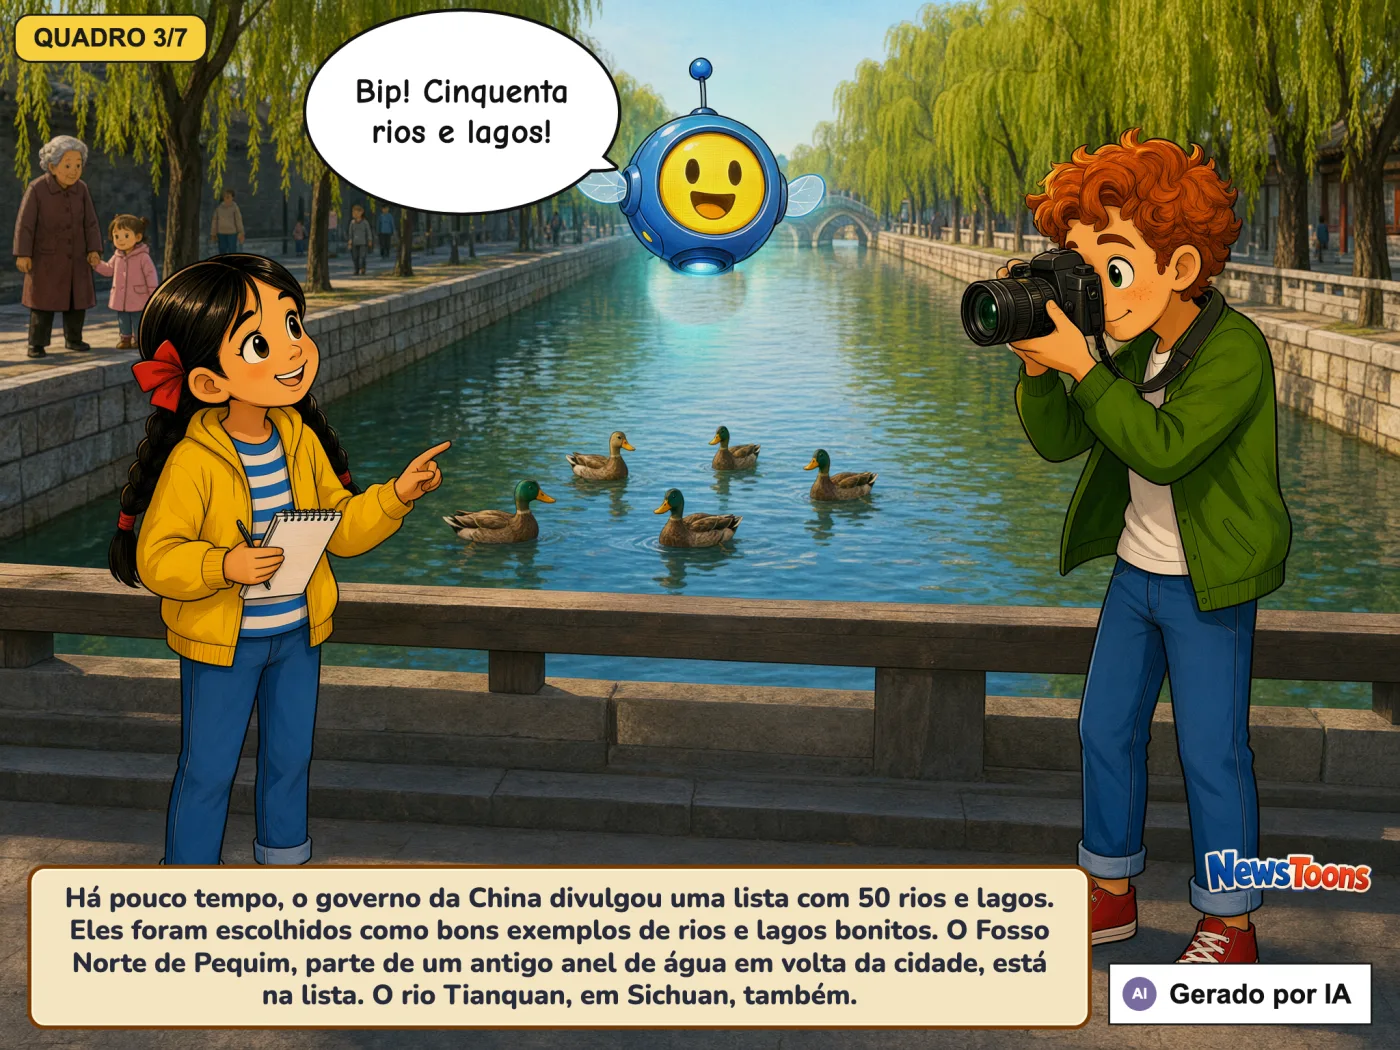 QUADRO 3/7
Bip! Cinquenta
rios e lagos!
Há pouco tempo, o governo da China divulgou uma lista com 50 rios e lagos.
Eles foram escolhidos como bons exemplos de rios e lagos bonitos. O Fosso
Norte de Pequim, parte de um antigo anel de água em volta da cidade, está
na lista. O rio Tianquan, em Sichuan, também.
NEWSTOONS
AI Gerado por IA